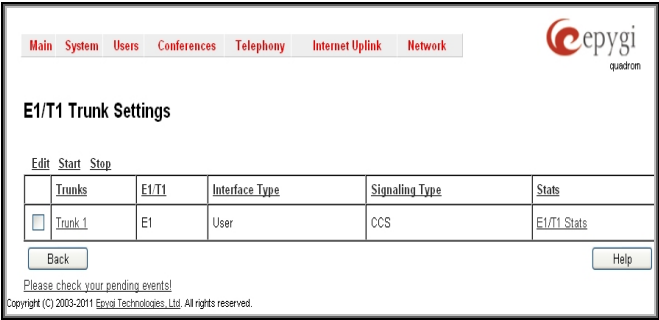 Main System Users Conferences Telephony Internet Uplink Network
epygi
quadrom
E1/T1 Trunk Settings
Edit Start Stop
Trunks E1/T1 Interface Type Signaling Type Stats
Trunk 1 E1 User CCS E1/T1 Stats
Back Help
Please check your pending events!
Copyright (C) 2003-2011 Epygi Technologies, Ltd. All rights reserved.